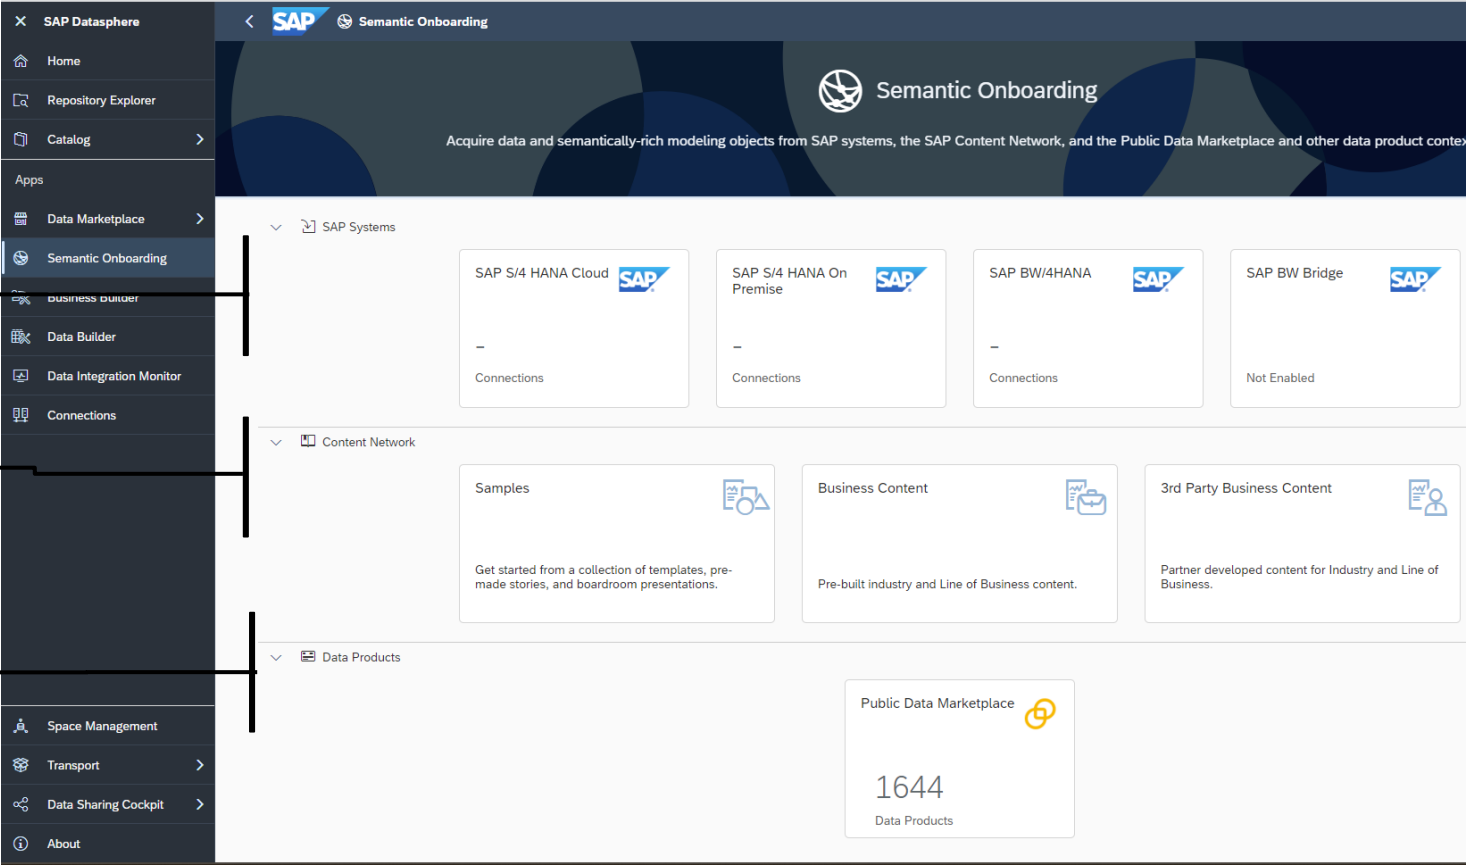 SAP Datasphere
Home
Repository Explorer
Catalog
Apps
Data Marketplace
Semantic Onboarding
Business Builder
Data Builder
Data Integration Monitor
Connections
Space Management
Transport
Data Sharing Cockpit
About
SAP Semantic Onboarding
Semantic Onboarding
Acquire data and semantically-rich modeling objects from SAP systems, the SAP Content Network, and the Public Data Marketplace and other data product contex
SAP Systems
SAP S/4 HANA Cloud SAP
–
Connections
SAP S/4 HANA On SAP
Premise
–
Connections
SAP BW/4HANA SAP
–
Connections
SAP BW Bridge SAP
Not Enabled
Content Network
Samples
Get started from a collection of templates, pre-
made stories, and boardroom presentations.
Business Content
Pre-built industry and Line of Business content.
3rd Party Business Content
Partner developed content for Industry and Line of
Business.
Data Products
Public Data Marketplace
1644
Data Products